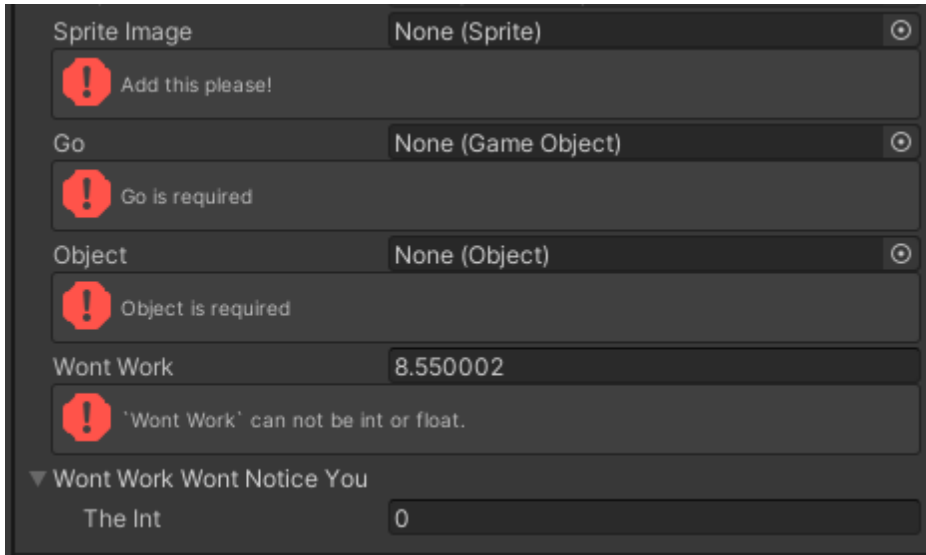 Sprite Image None (Sprite)
Add this please!
Go None (Game Object)
Go is required
Object None (Object)
Object is required
Wont Work 8.550002
`Wont Work` can not be int or float.
Wont Work Wont Notice You
The Int 0